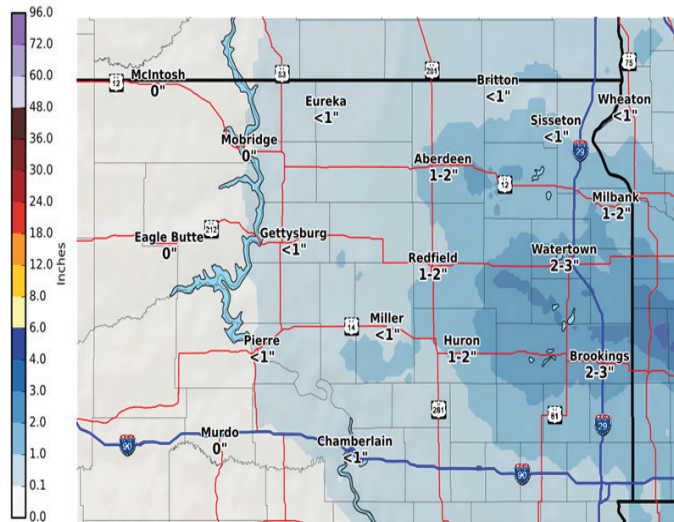 96.0
72.0
60.0
48.0
36.0
30.0
24.0
18.0
12.0
8.0
6.0
4.0
3.0
2.0
1.0
0.1
0.0
Inches
12
McIntosh
0"
83
281
Britton
<1"
75
Eureka
<1"
Wheaton
<1"
Sisseton
<1"
29
Mobridge
0"
Aberdeen
1-2"
12
Milbank
1-2"
212
Eagle Butte
0"
Gettysburg
<1"
Redfield
1-2"
Watertown
2-3"
14
Miller
<1"
Pierre
<1"
Huron
1-2"
Brookings
2-3"
281
81
29
Murdo
0"
90
Chamberlain
<1"
90